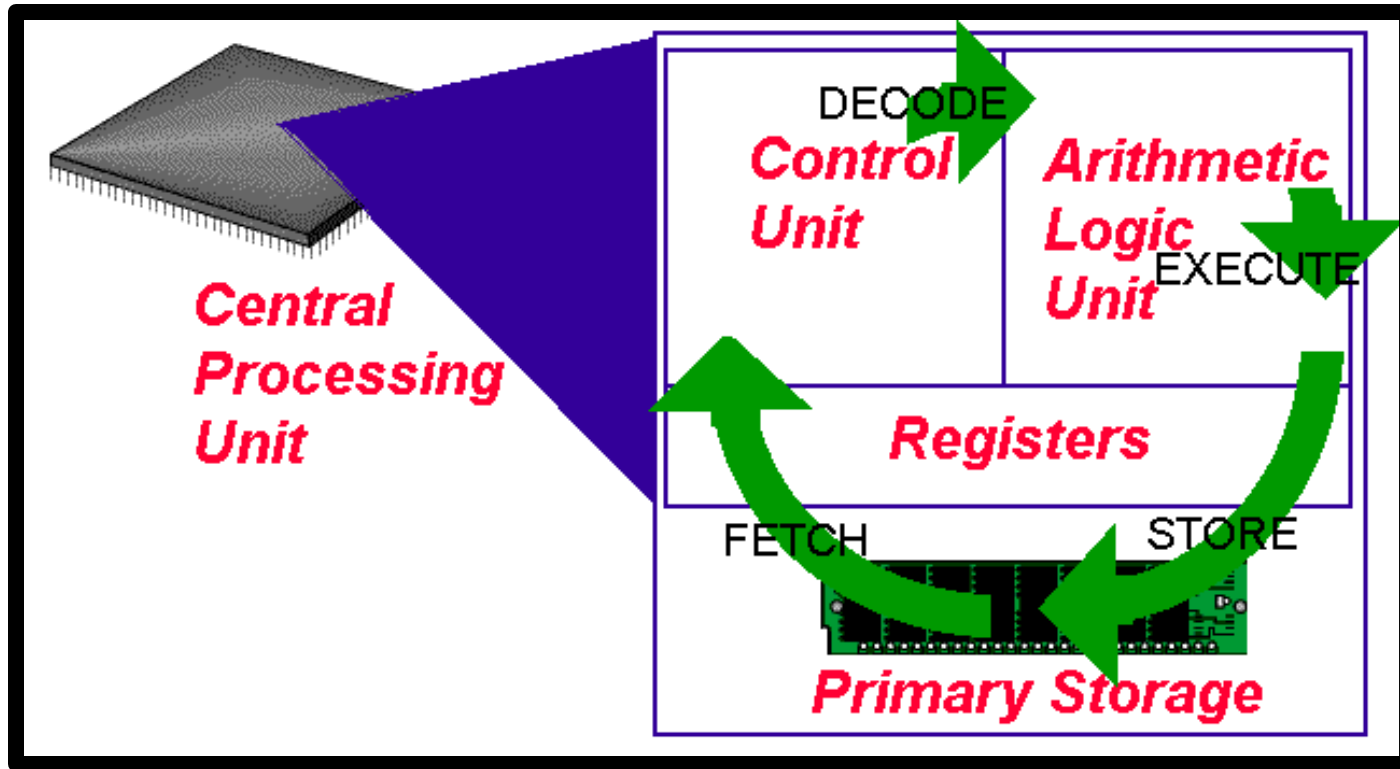 DECODE
Control
Unit
Arithmetic
Logic
Unit
EXECUTE
Central
Processing
Unit
Registers
FETCH
STORE
Primary Storage